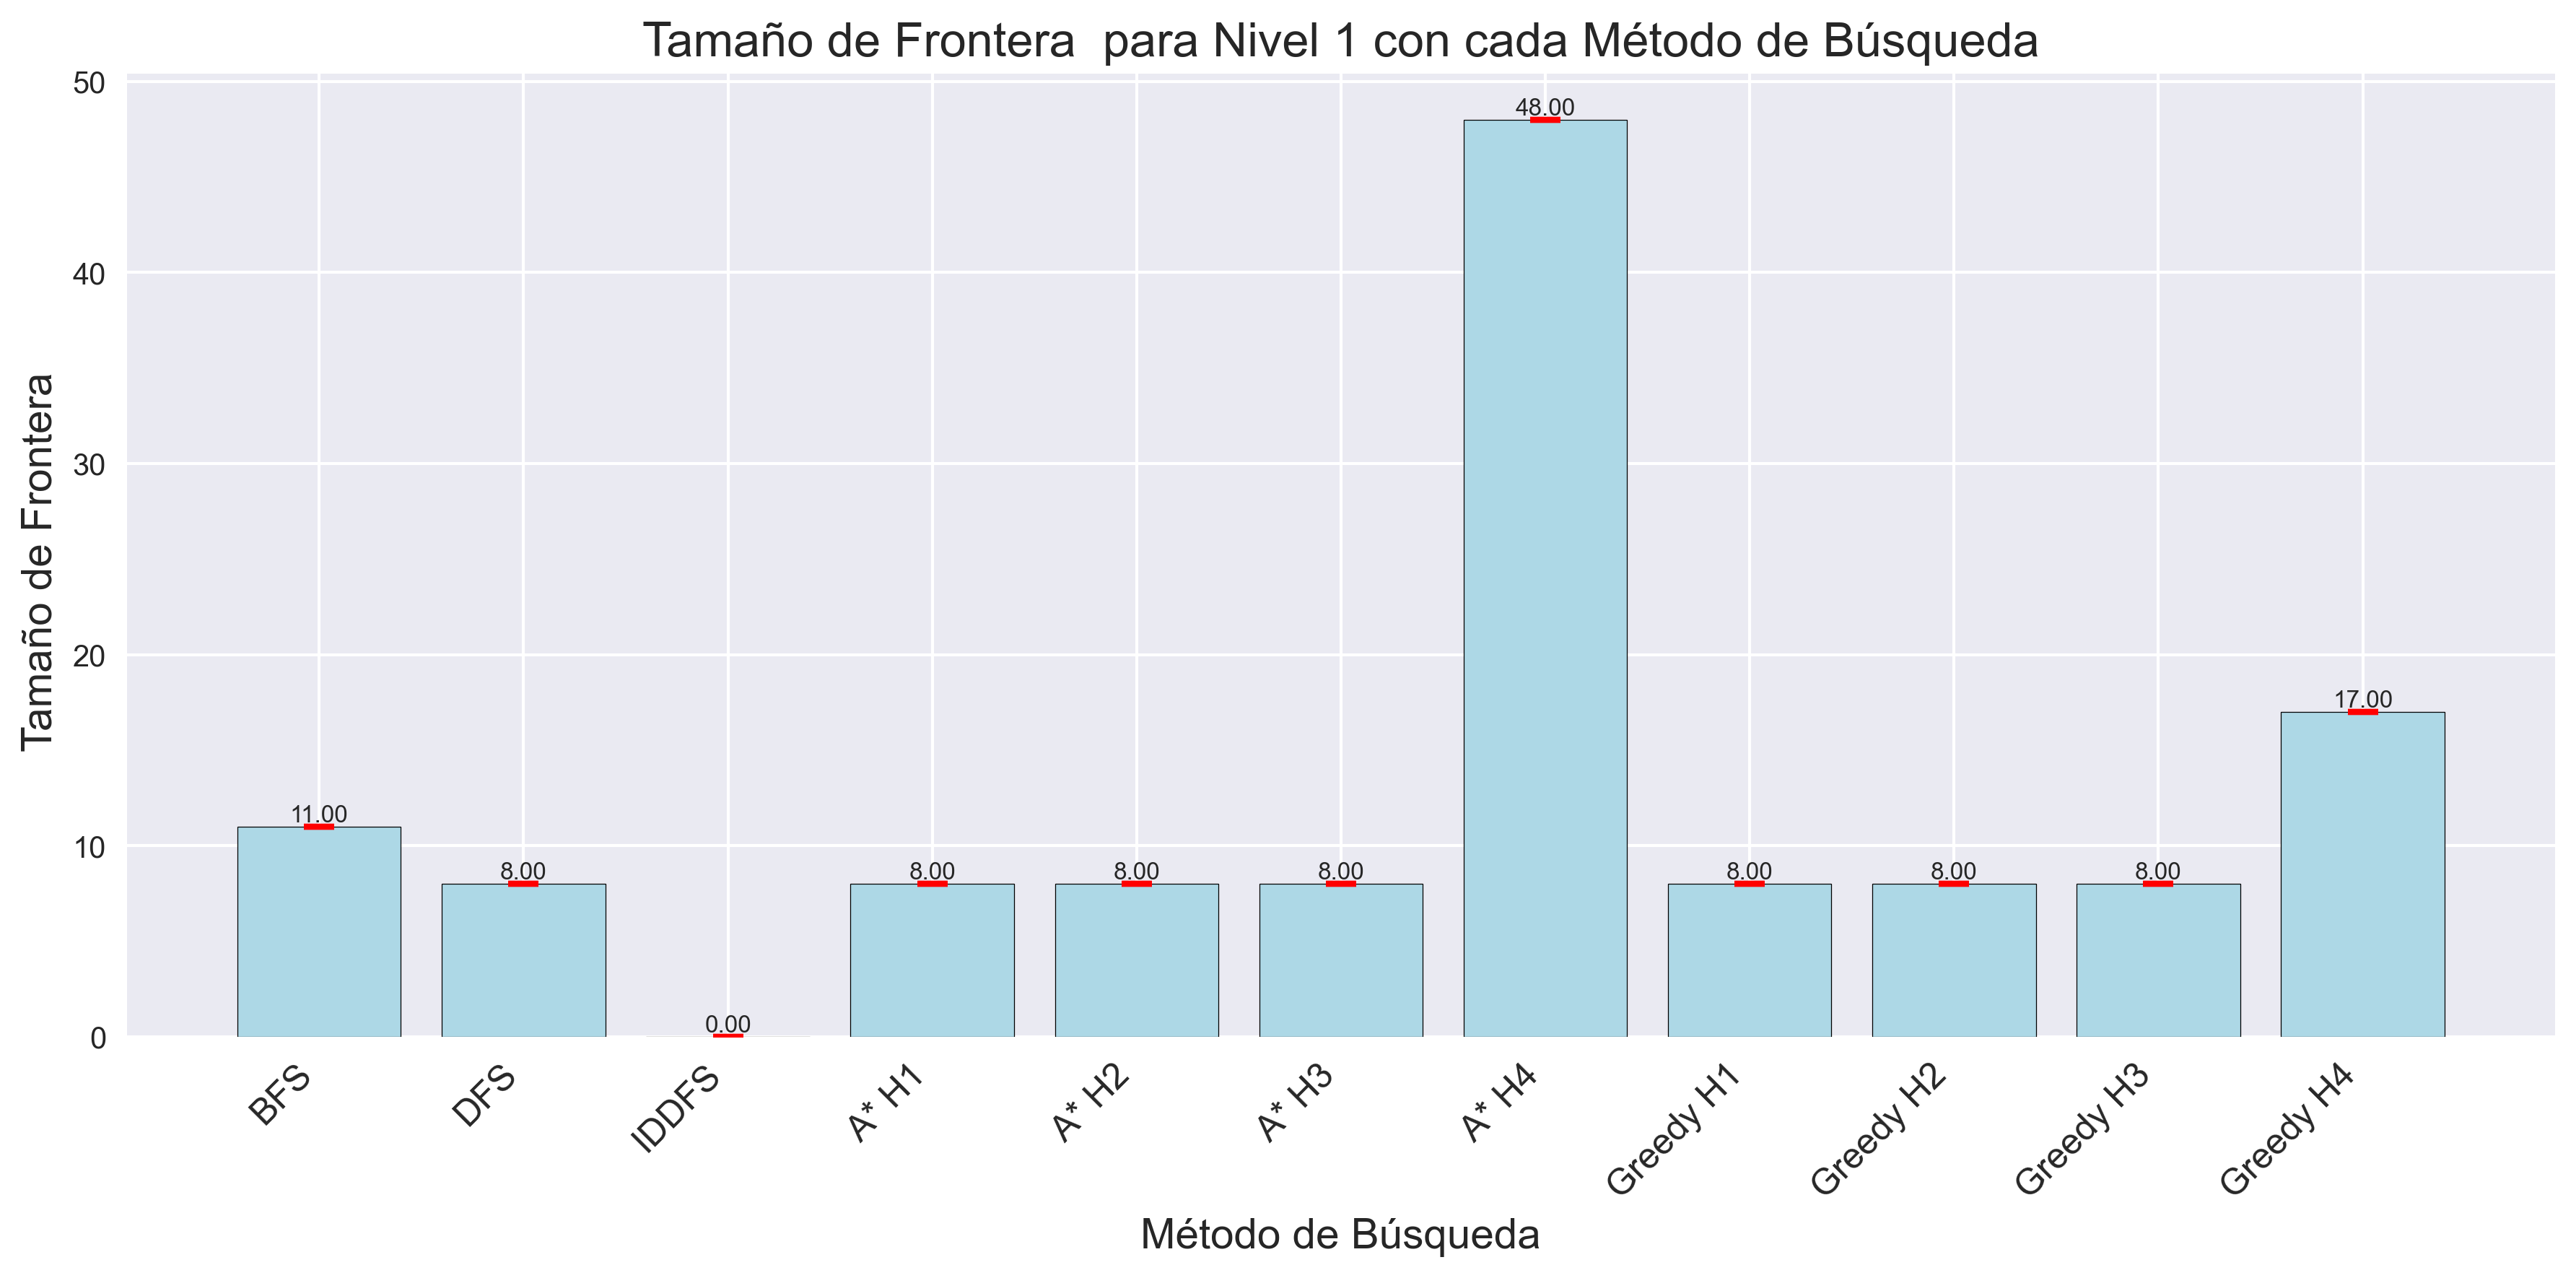 Tamaño de Frontera  para Nivel 1 con cada Método de Búsqueda
Tamaño de Frontera
50
40
30
20
10
0
11.00
8.00
0.00
8.00
8.00
8.00
48.00
8.00
8.00
8.00
17.00
BFS
DFS
IDDFS
A* H1
A* H2
A* H3
A* H4
Greedy H1
Greedy H2
Greedy H3
Greedy H4
Método de Búsqueda